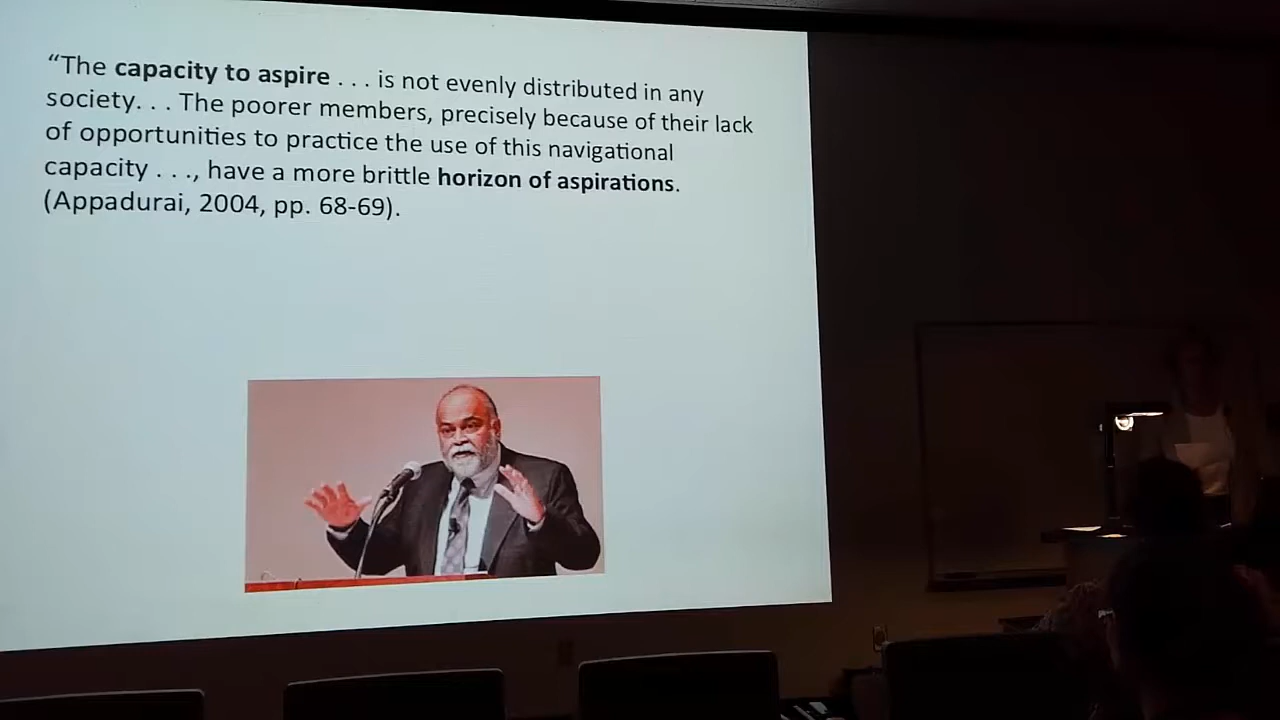 “The capacity to aspire . . . is not evenly distributed in any
society. . . The poorer members, precisely because of their lack
of opportunities to practice the use of this navigational
capacity . . ., have a more brittle horizon of aspirations.
(Appadurai, 2004, pp. 68-69).